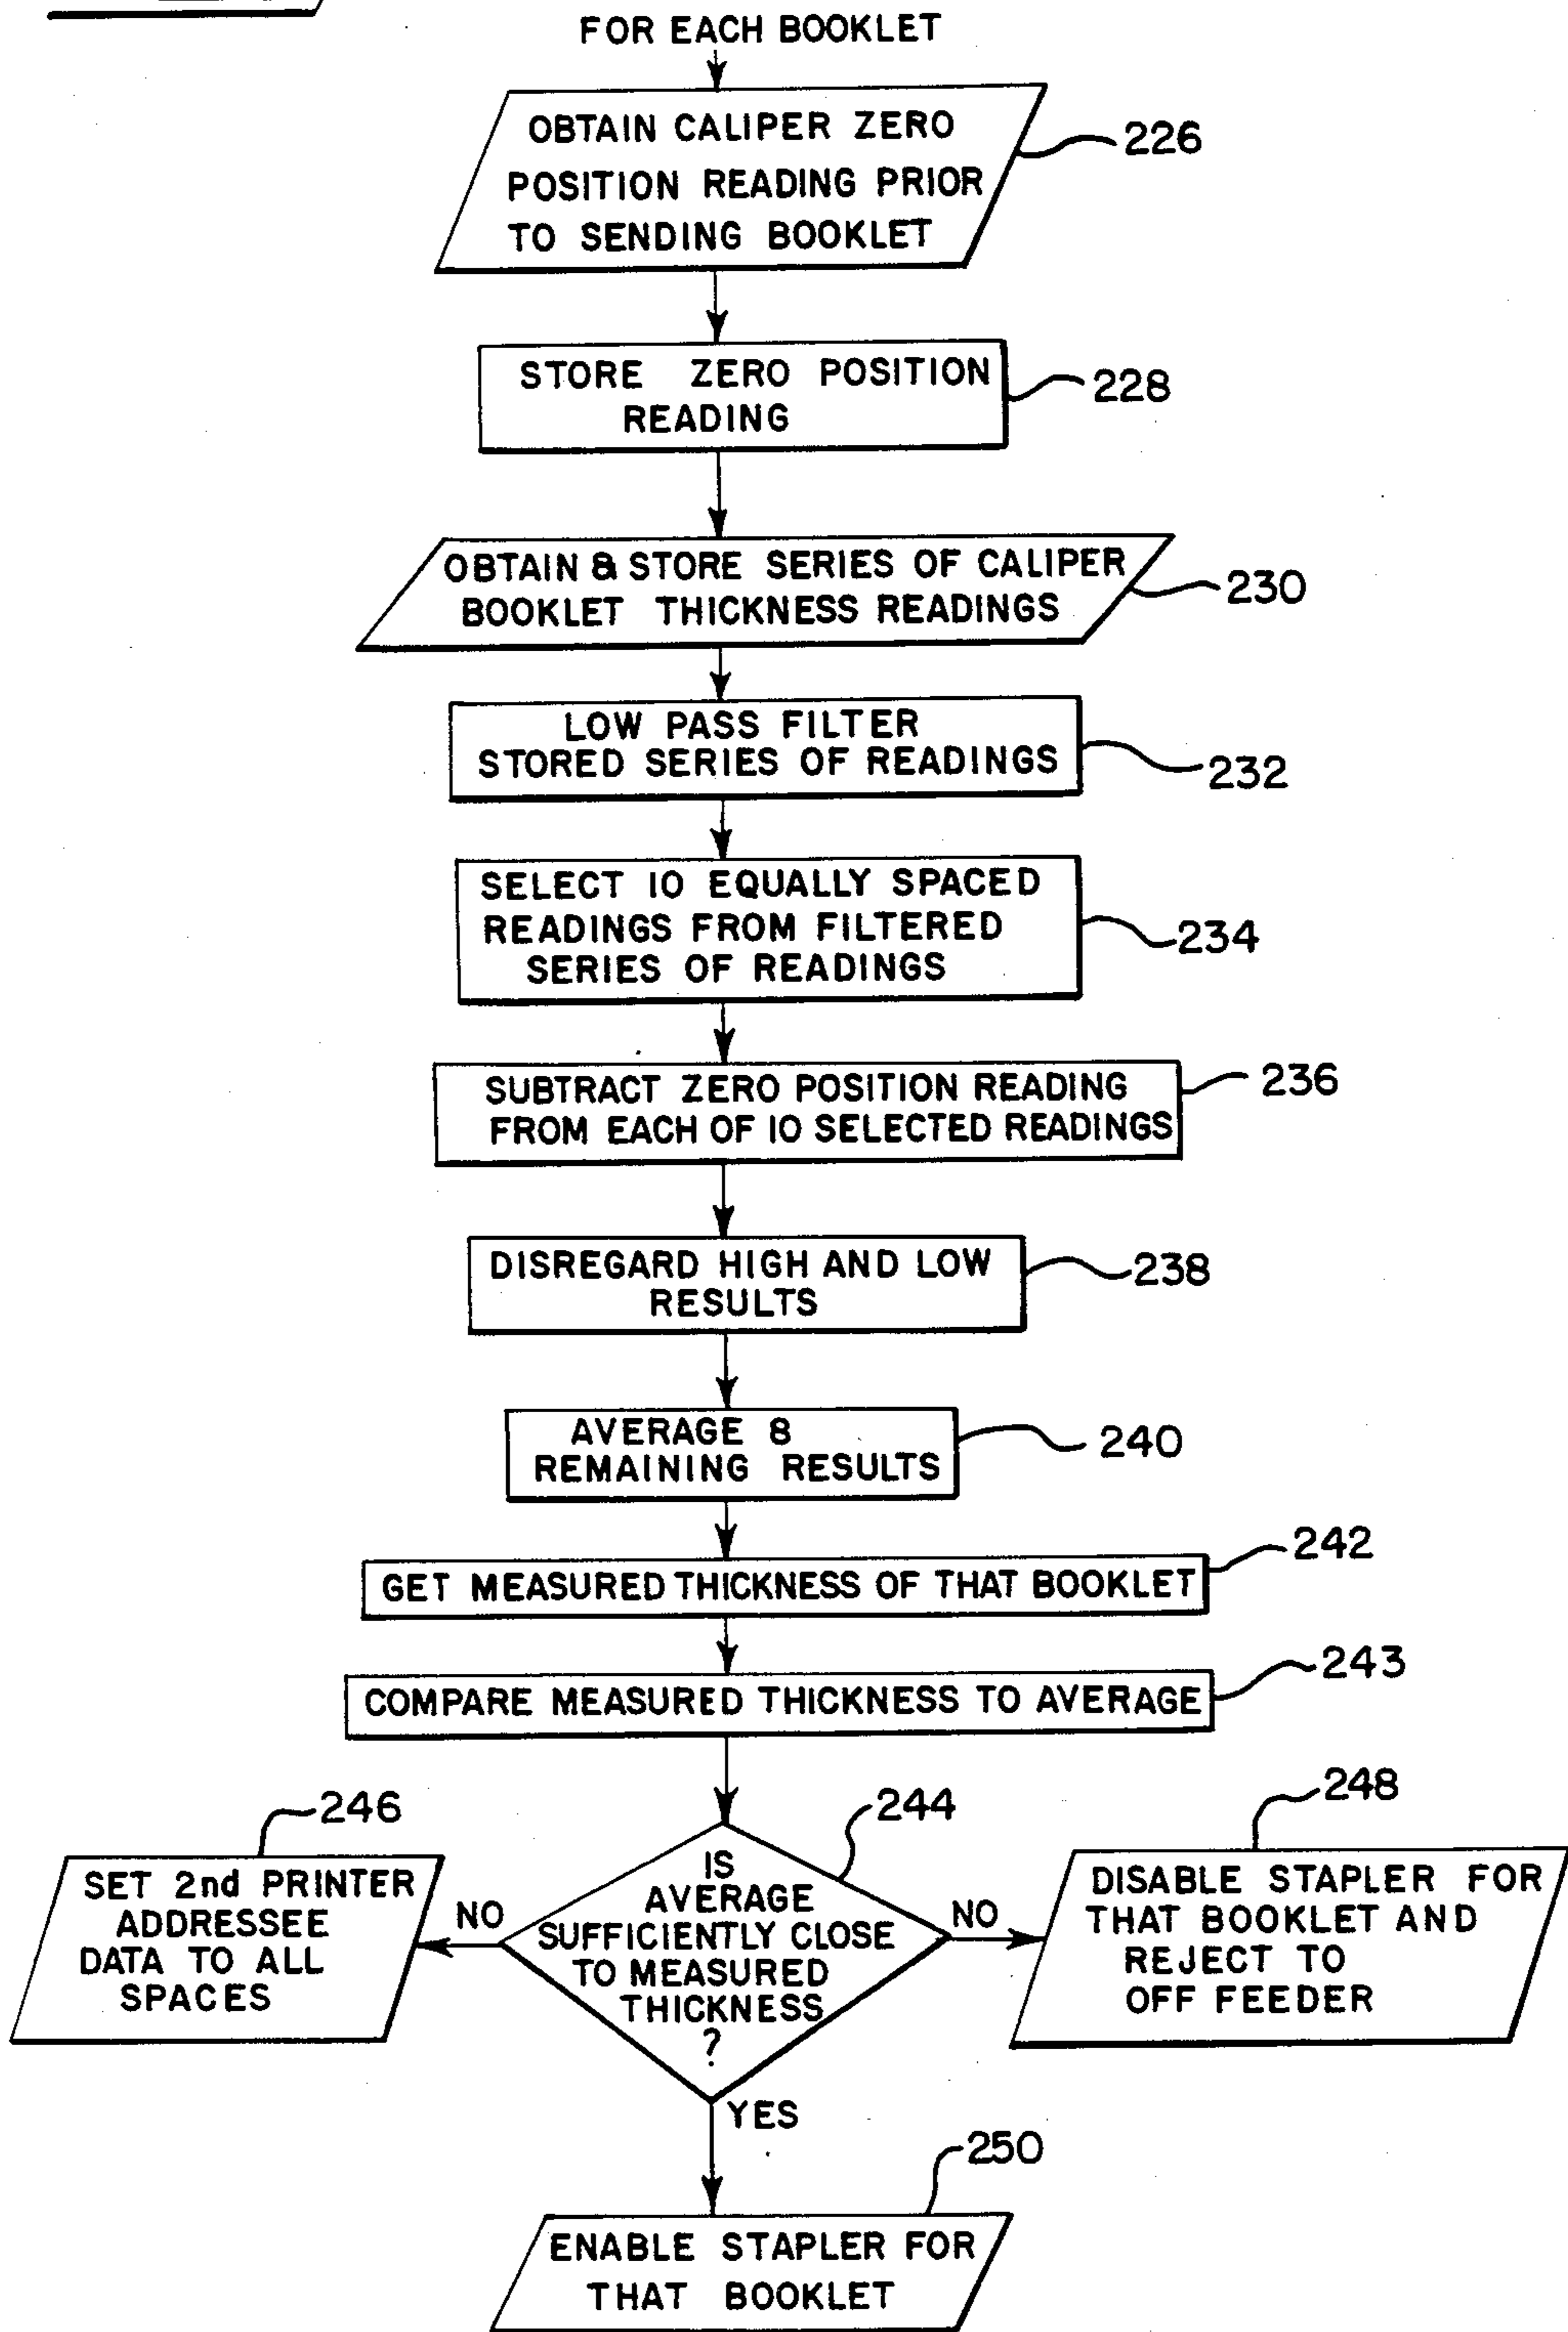 FOR EACH BOOKLET
OBTAIN CALIPER ZERO
POSITION READING PRIOR
TO SENDING BOOKLET
226
STORE ZERO POSITION
READING
228
OBTAIN & STORE SERIES OF CALIPER
BOOKLET THICKNESS READINGS
230
LOW PASS FILTER
STORED SERIES OF READINGS
232
SELECT 10 EQUALLY SPACED
READINGS FROM FILTERED
SERIES OF READINGS
234
SUBTRACT ZERO POSITION READING
FROM EACH OF 10 SELECTED READINGS
236
DISREGARD HIGH AND LOW
RESULTS
238
AVERAGE 8
REMAINING RESULTS
240
GET MEASURED THICKNESS OF THAT BOOKLET
242
COMPARE MEASURED THICKNESS TO AVERAGE
243
246
SET 2nd PRINTER
ADDRESSEE
DATA TO ALL
SPACES
NO
244
IS
AVERAGE
SUFFICIENTLY CLOSE
TO MEASURED
THICKNESS
?
NO
248
DISABLE STAPLER FOR
THAT BOOKLET AND
REJECT TO
OFF FEEDER
YES
250
ENABLE STAPLER FOR
THAT BOOKLET